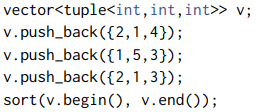 vector<tuple<int,int,int>> v;
v.push_back({2,1,4});
v.push_back({1,5,3});
v.push_back({2,1,3});
sort(v.begin(), v.end());